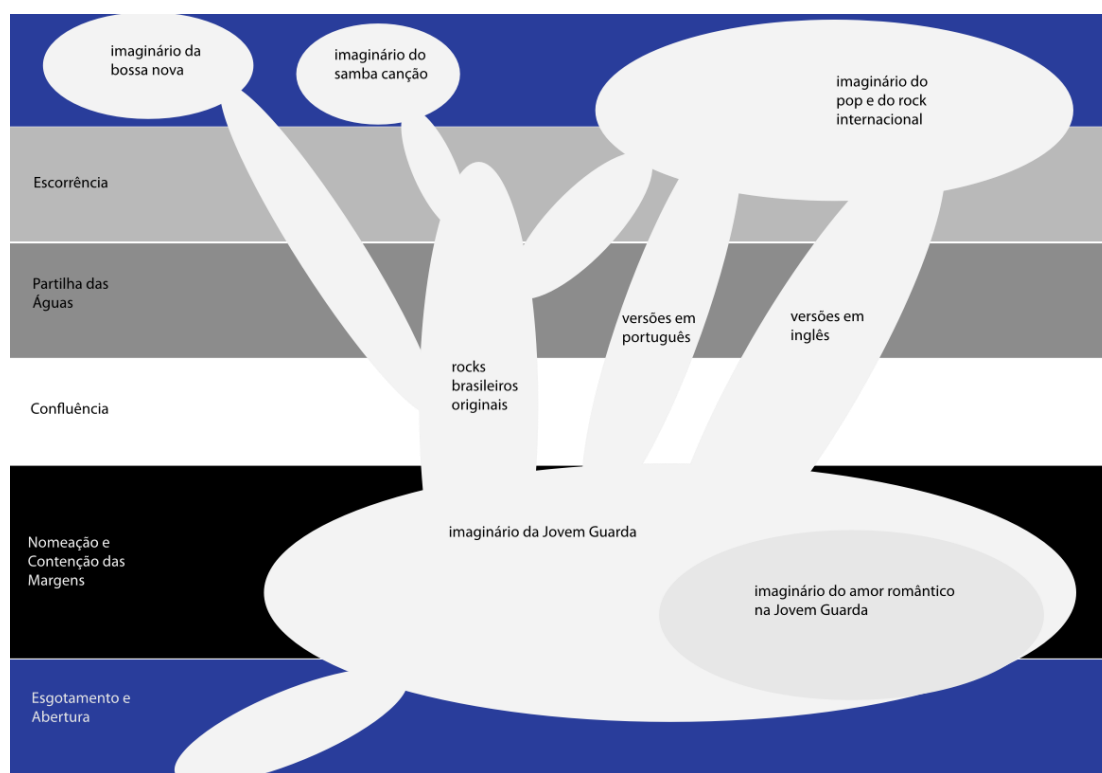 imaginário da
bossa nova
imaginário do
samba canção
imaginário do
pop e do rock
internacional
Escorrência
Partilha das
Águas
versões em
português
versões em
inglês
rocks
brasileiros
originais
Confluência
imaginário da Jovem Guarda
Nomeação e
Contenção das
Margens
imaginário do amor romântico
na Jovem Guarda
Esgotamento e
Abertura